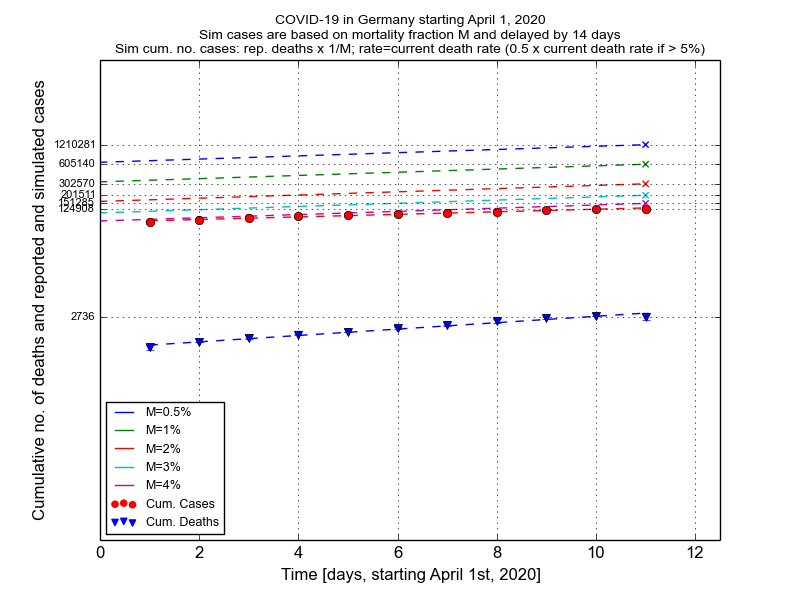 COVID-19 in Germany starting April 1, 2020
Sim cases are based on mortality fraction M and delayed by 14 days
Sim cum. no. cases: rep. deaths x 1/M; rate=current death rate (0.5 x current death rate if > 5%)
Cumulative no. of deaths and reported and simulated cases
1210281
605140
302570
201511
151285
124908
2736
M=0.5%
M=1%
M=2%
M=3%
M=4%
Cum. Cases
Cum. Deaths
0 2 4 6 8 10 12
Time [days, starting April 1st, 2020]